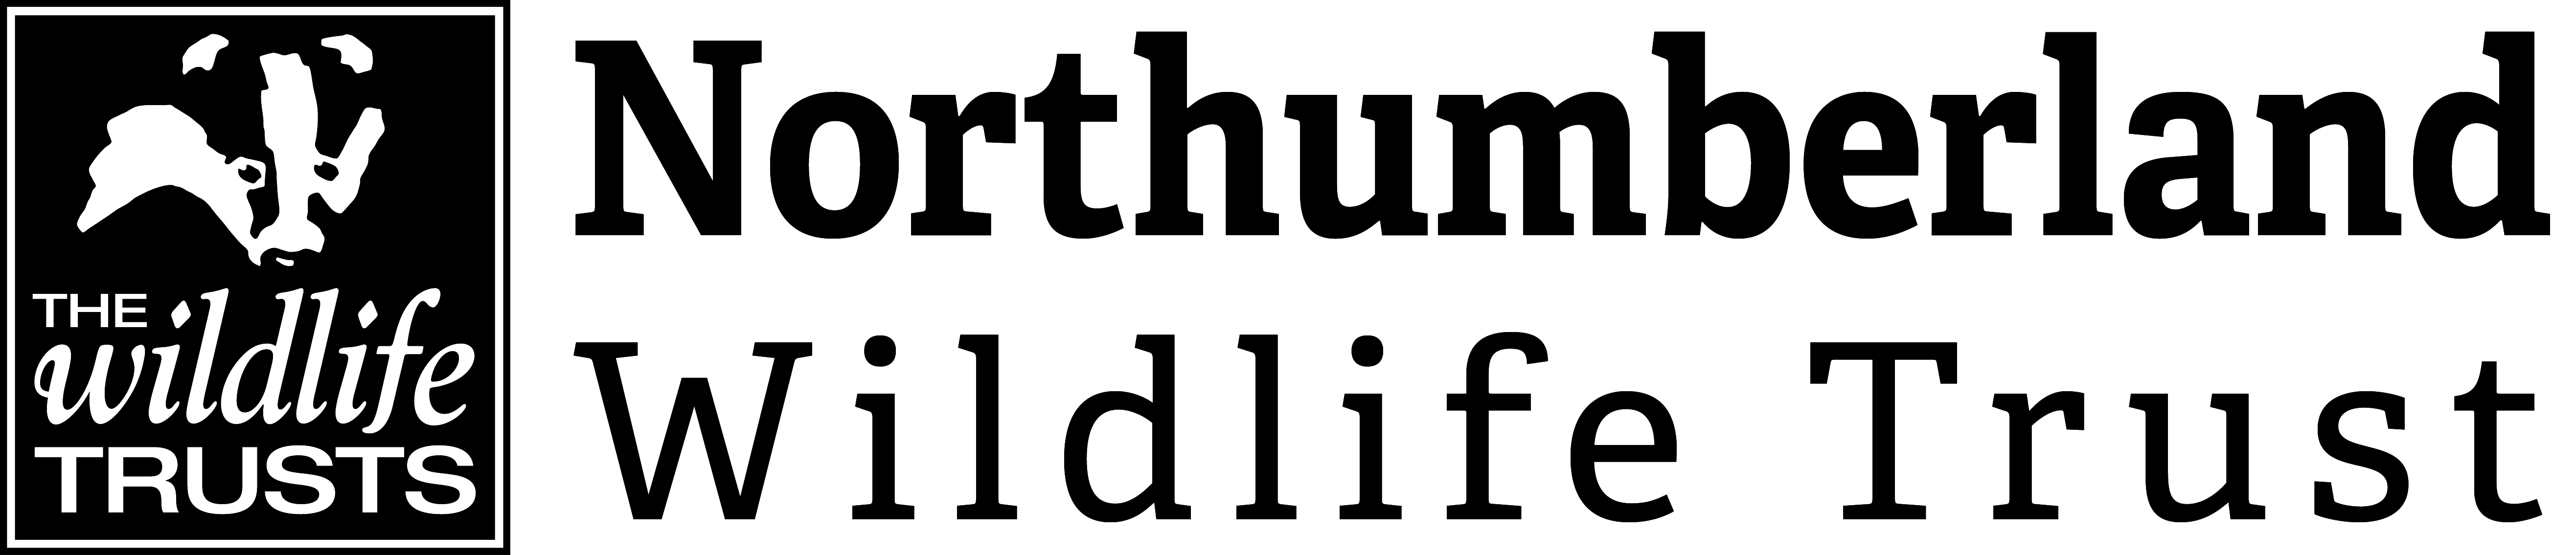 THE
wildlife
TRUSTS
Northumberland
Wildlife Trust